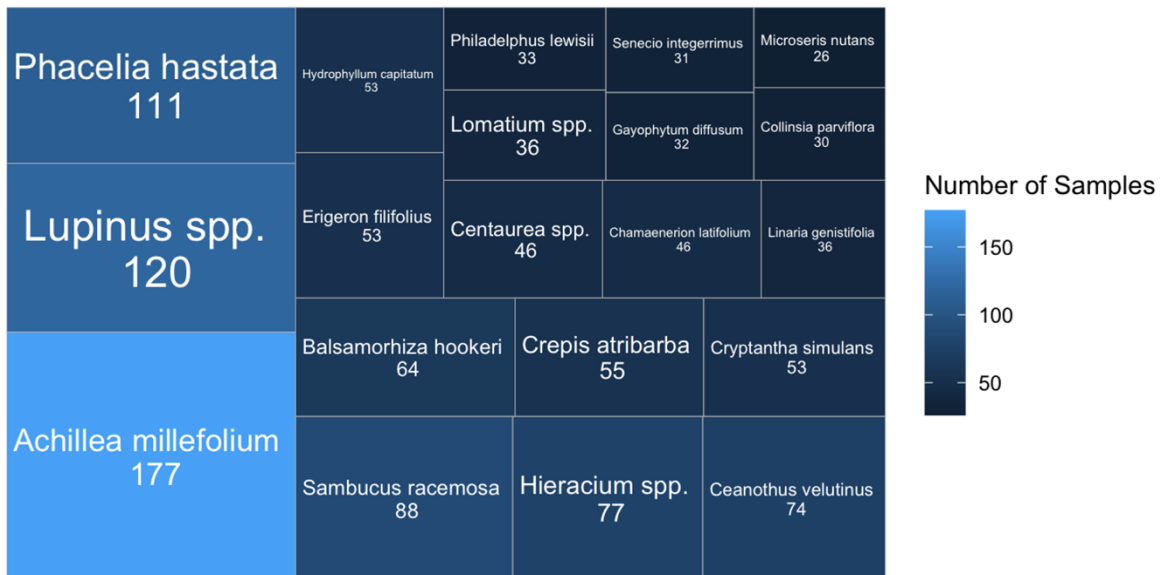 Phacelia hastata
111
Lupinus spp.
120
Achillea millefolium
177
Hydrophyllum capitatum
53
Erigeron filifolius
53
Philadelphus lewisii
33
Senecio integerrimus
31
Microseris nutans
26
Lomatium spp.
36
Gayophytum diffusum
32
Collinsia parviflora
30
Centaurea spp.
46
Chamaenerion latifolium
46
Linaria genistifolia
36
Balsamorhiza hookeri
64
Crepis atribarba
55
Cryptantha simulans
53
Sambucus racemosa
88
Hieracium spp.
77
Ceanothus velutinus
74
Number of Samples
150
100
50